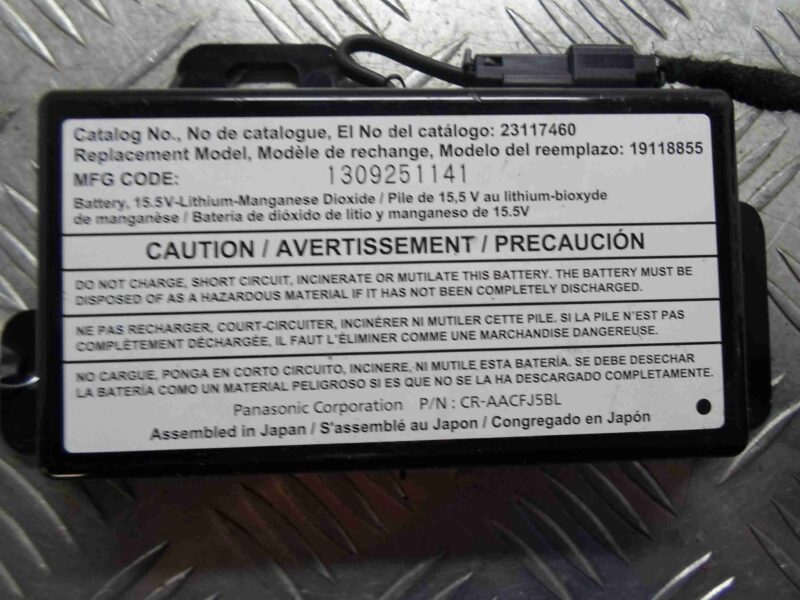 Catalog No., No de catalogue, El No del catálogo: 23117460
Replacement Model, Modèle de rechange, Modelo del reemplazo: 19118855
MFG CODE: 1309251141
Battery, 15.5V-Lithium-Manganese Dioxide / Pile de 15,5 V au lithium-bioxyde
de manganèse / Bateria de dióxido de litio y manganeso de 15.5V
CAUTION / AVERTISSEMENT / PRECAUCIÓN
DO NOT CHARGE, SHORT CIRCUIT, INCINERATE OR MUTILATE THIS BATTERY. THE BATTERY MUST BE
DISPOSED OF AS A HAZARDOUS MATERIAL IF IT HAS NOT BEEN COMPLETELY DISCHARGED.
NE PAS RECHARGER, COURT-CIRCUITER, INCINÉRER NI MUTILER CETTE PILE. SI LA PILE N'EST PAS
COMPLÈTEMENT DÉCHARGÉE, IL FAUT L'ÉLIMINER COMME UNE MARCHANDISE DANGEREUSE.
NO CARGUE, PONGA EN CORTO CIRCUITO, INCINERE, NI MUTILE ESTA BATERÍA. SE DEBE DESECHAR
LA BATERÍA COMO UN MATERIAL PELIGROSO SI ES QUE NO SE LA HA DESCARGADO COMPLETAMENTE.
Panasonic Corporation P/N : CR-AACFJ5BL
Assembled in Japan / S'assemblé au Japon / Congregado en Japón